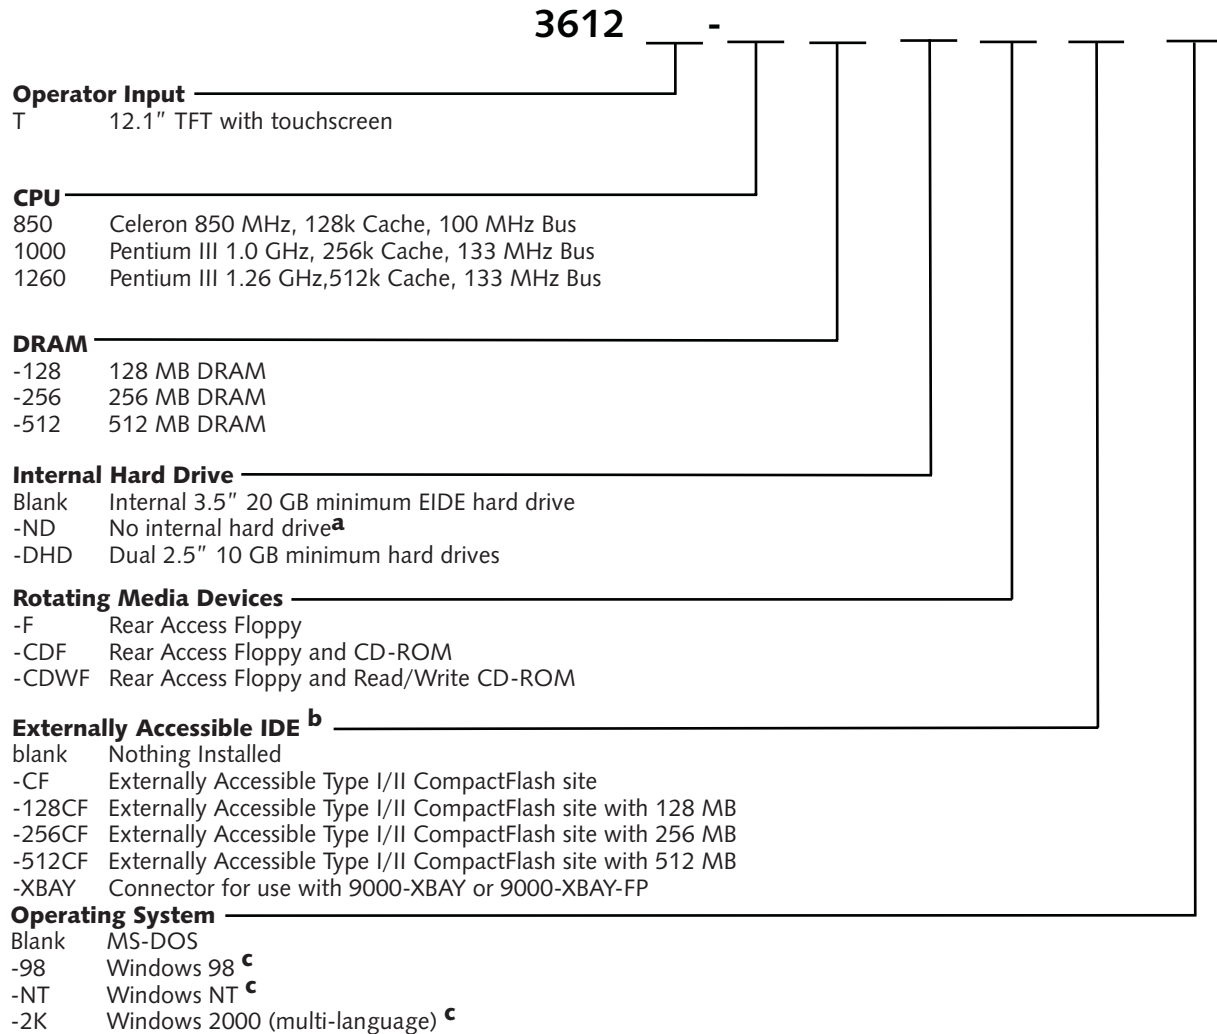 3612 -
Operator Input
T 12.1" TFT with touchscreen
CPU
850 Celeron 850 MHz, 128k Cache, 100 MHz Bus
1000 Pentium III 1.0 GHz, 256k Cache, 133 MHz Bus
1260 Pentium III 1.26 GHz,512k Cache, 133 MHz Bus
DRAM
-128 128 MB DRAM
-256 256 MB DRAM
-512 512 MB DRAM
Internal Hard Drive
Blank Internal 3.5" 20 GB minimum EIDE hard drive
-ND No internal hard drive a
-DHD Dual 2.5" 10 GB minimum hard drives
Rotating Media Devices
-F Rear Access Floppy
-CDF Rear Access Floppy and CD-ROM
-CDWF Rear Access Floppy and Read/Write CD-ROM
Externally Accessible IDE b
blank Nothing Installed
-CF Externally Accessible Type I/II CompactFlash site
-128CF Externally Accessible Type I/II CompactFlash site with 128 MB
-256CF Externally Accessible Type I/II CompactFlash site with 256 MB
-512CF Externally Accessible Type I/II CompactFlash site with 512 MB
-XBAY Connector for use with 9000-XBAY or 9000-XBAY-FP
Operating System
Blank MS-DOS
-98 Windows 98 c
-NT Windows NT c
-2K Windows 2000 (multi-language) c